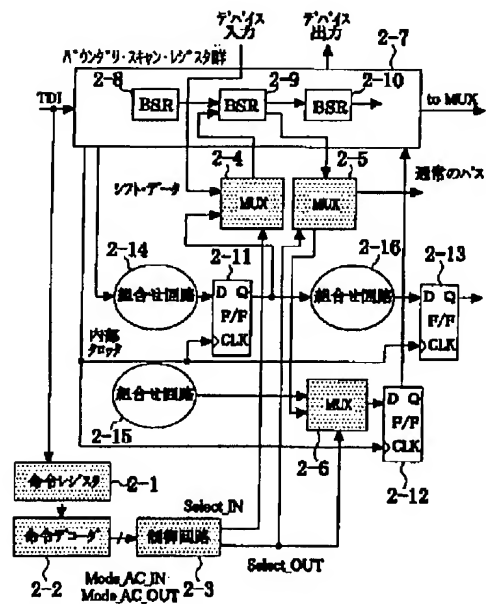 デバイス
入力
デバイス
出力
バウンダリ・スキャン・レジスタ群
2-7
2-8
2-9
2-10
TDI
BSR
BSR
BSR
to MUX
2-4
2-5
通常のパス
シフト・データ
MUX
MUX
2-14
2-11
2-16
2-13
組合せ回路
D Q
F/F
CLK
組合せ回路
D Q
F/F
CLK
内部
クロック
組合せ回路
2-15
MUX
2-6
D Q
F/F
CLK
2-12
命令レジスタ
2-1
Select_IN
命令デコーダ
制御回路
2-2
2-3
Select_OUT
Mode_AC_IN
Mode_AC_OUT